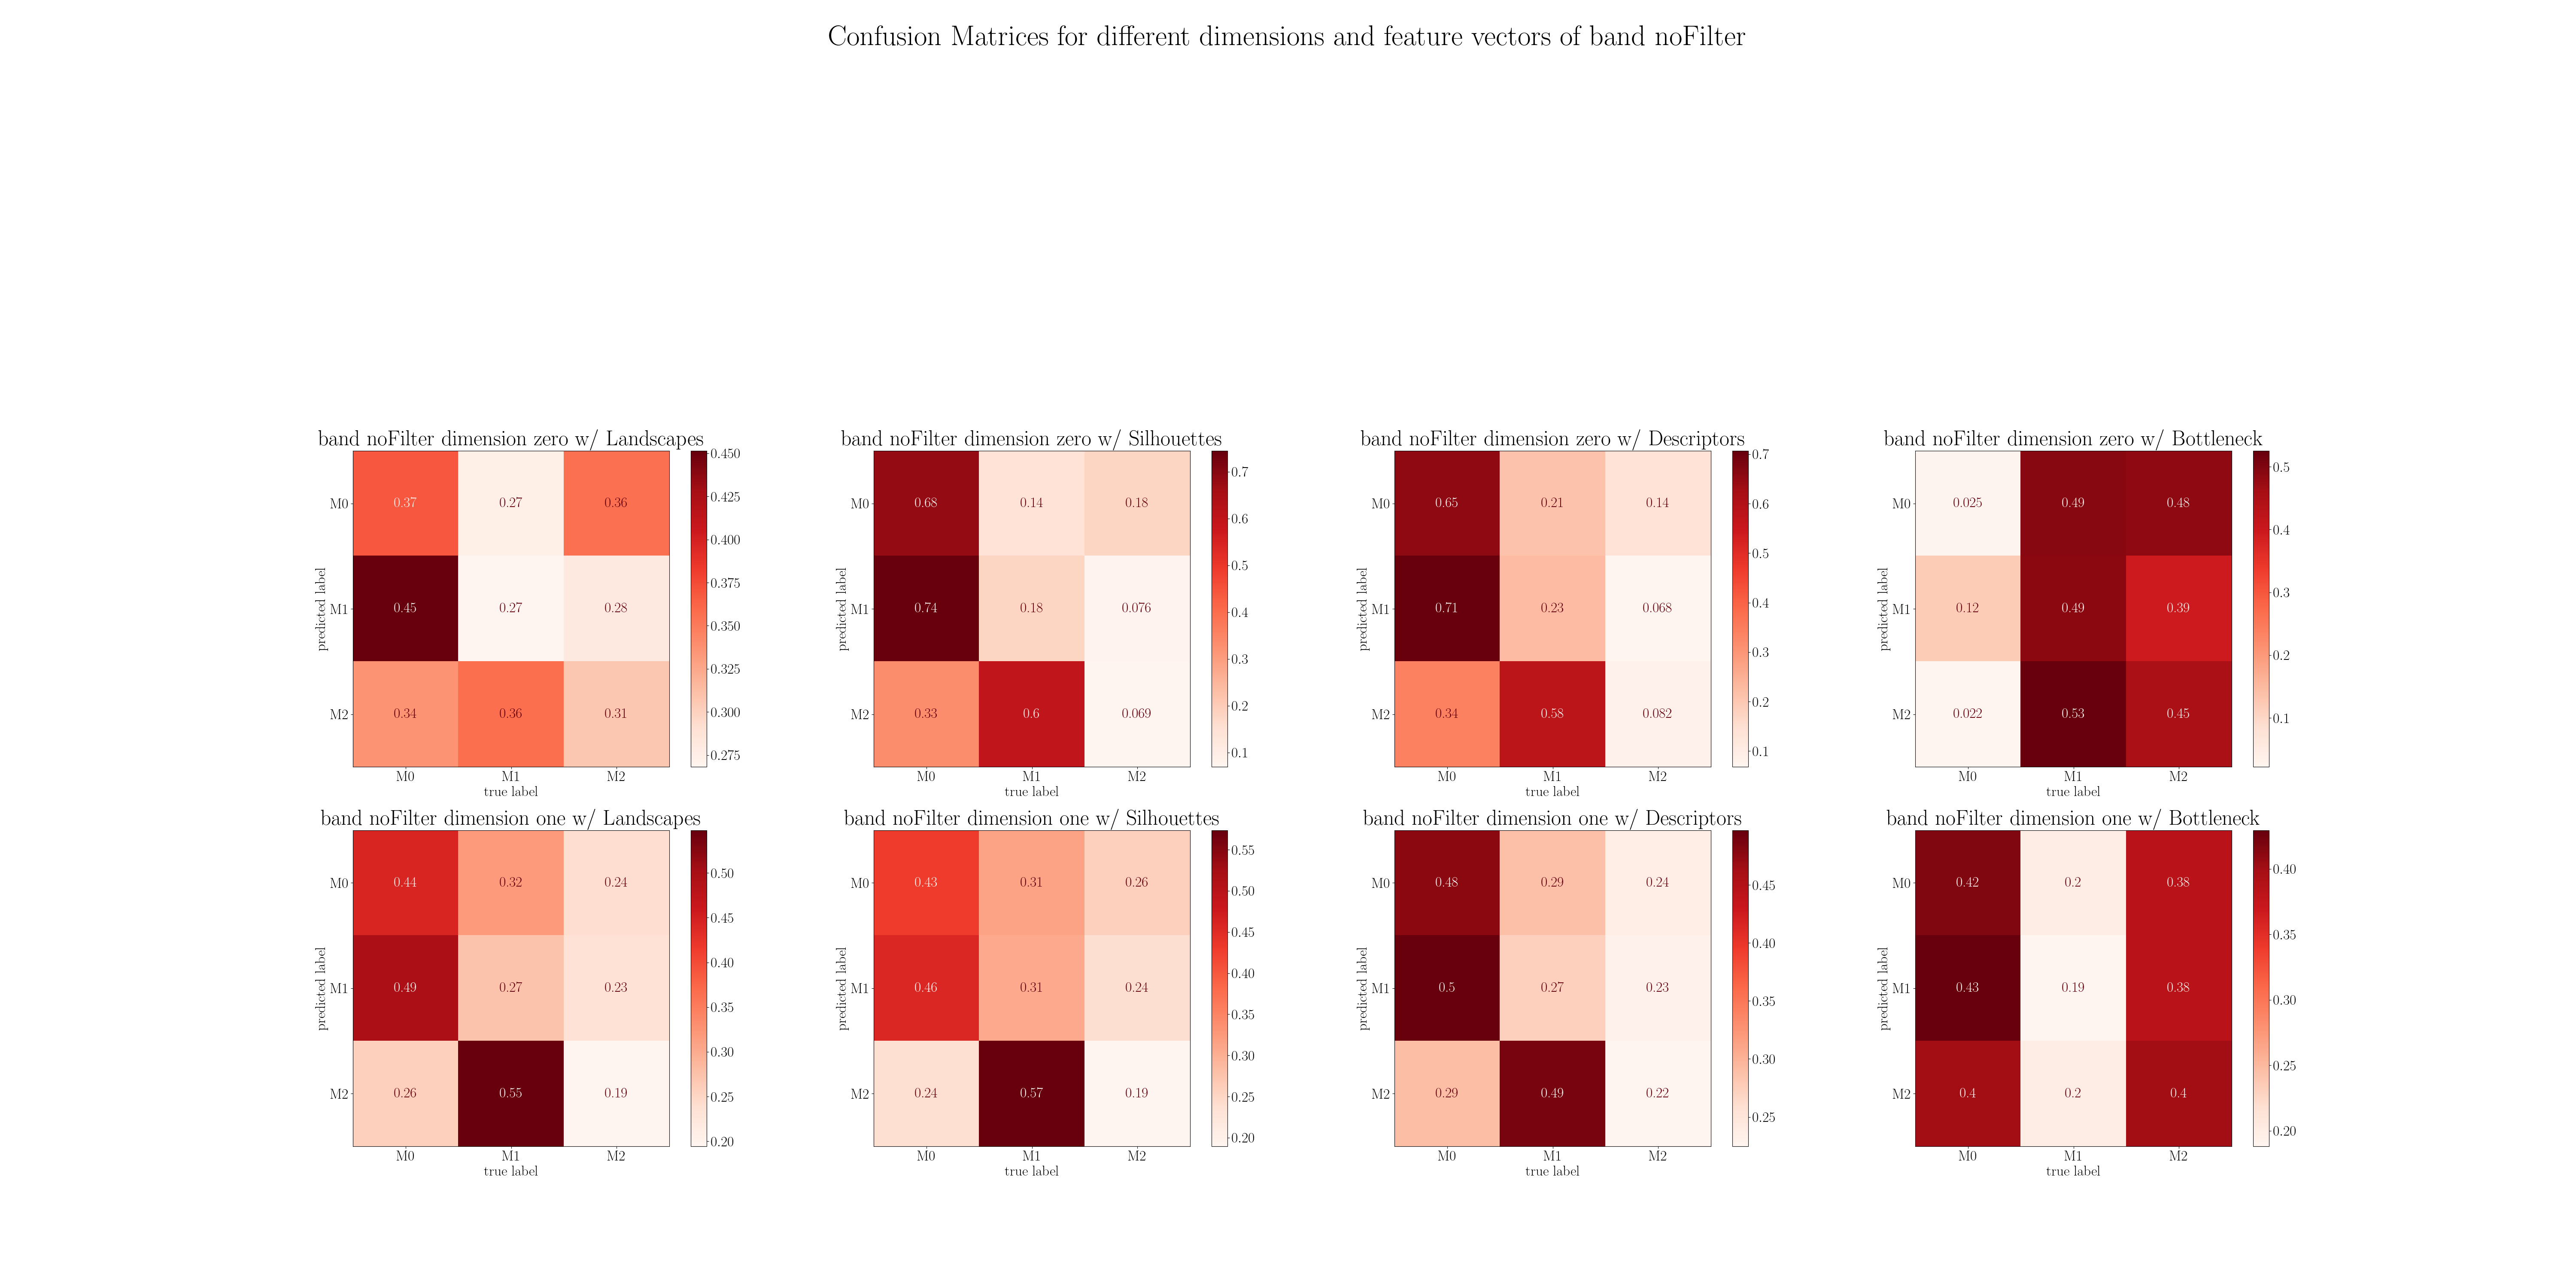 Confusion Matrices for different dimensions and feature vectors of band noFilter
band noFilter dimension zero w/ Landscapes
predicted label
M0
0.37 0.27 0.36
M1
0.45 0.27 0.28
M2
0.34 0.36 0.31
M0 M1 M2
true label
0.450
0.425
0.400
0.375
0.350
0.325
0.300
0.275
band noFilter dimension zero w/ Silhouettes
predicted label
M0
0.68 0.14 0.18
M1
0.74 0.18 0.076
M2
0.33 0.6 0.069
M0 M1 M2
true label
0.7
0.6
0.5
0.4
0.3
0.2
0.1
band noFilter dimension zero w/ Descriptors
predicted label
M0
0.65 0.21 0.14
M1
0.71 0.23 0.068
M2
0.34 0.58 0.082
M0 M1 M2
true label
0.7
0.6
0.5
0.4
0.3
0.2
0.1
band noFilter dimension zero w/ Bottleneck
predicted label
M0
0.025 0.49 0.48
M1
0.12 0.49 0.39
M2
0.022 0.53 0.45
M0 M1 M2
true label
0.5
0.4
0.3
0.2
0.1
band noFilter dimension one w/ Landscapes
predicted label
M0
0.44 0.32 0.24
M1
0.49 0.27 0.23
M2
0.26 0.55 0.19
M0 M1 M2
true label
0.50
0.45
0.40
0.35
0.30
0.25
0.20
band noFilter dimension one w/ Silhouettes
predicted label
M0
0.43 0.31 0.26
M1
0.46 0.31 0.24
M2
0.24 0.57 0.19
M0 M1 M2
true label
0.55
0.50
0.45
0.40
0.35
0.30
0.25
0.20
band noFilter dimension one w/ Descriptors
predicted label
M0
0.48 0.29 0.24
M1
0.5 0.27 0.23
M2
0.29 0.49 0.22
M0 M1 M2
true label
0.45
0.40
0.35
0.30
0.25
band noFilter dimension one w/ Bottleneck
predicted label
M0
0.42 0.2 0.38
M1
0.43 0.19 0.38
M2
0.4 0.2 0.4
M0 M1 M2
true label
0.40
0.35
0.30
0.25
0.20